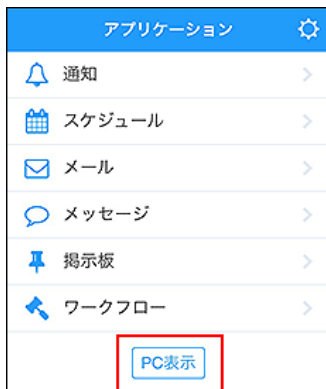 アプリケーション
通知
スケジュール
メール
メッセージ
掲示板
ワークフロー
PC表示